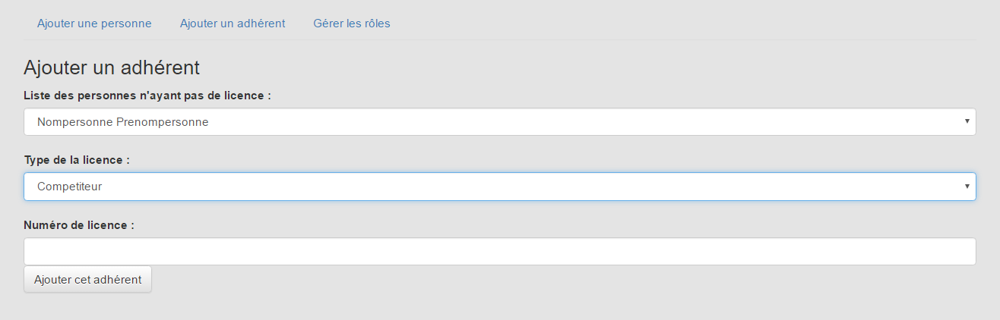 Ajouter une personne Ajouter un adhérent Gérer les rôles
Ajouter un adhérent
Liste des personnes n'ayant pas de licence :
Nompersonne Prenompersonne
Type de la licence :
Competiteur
Numéro de licence :
Ajouter cet adhérent